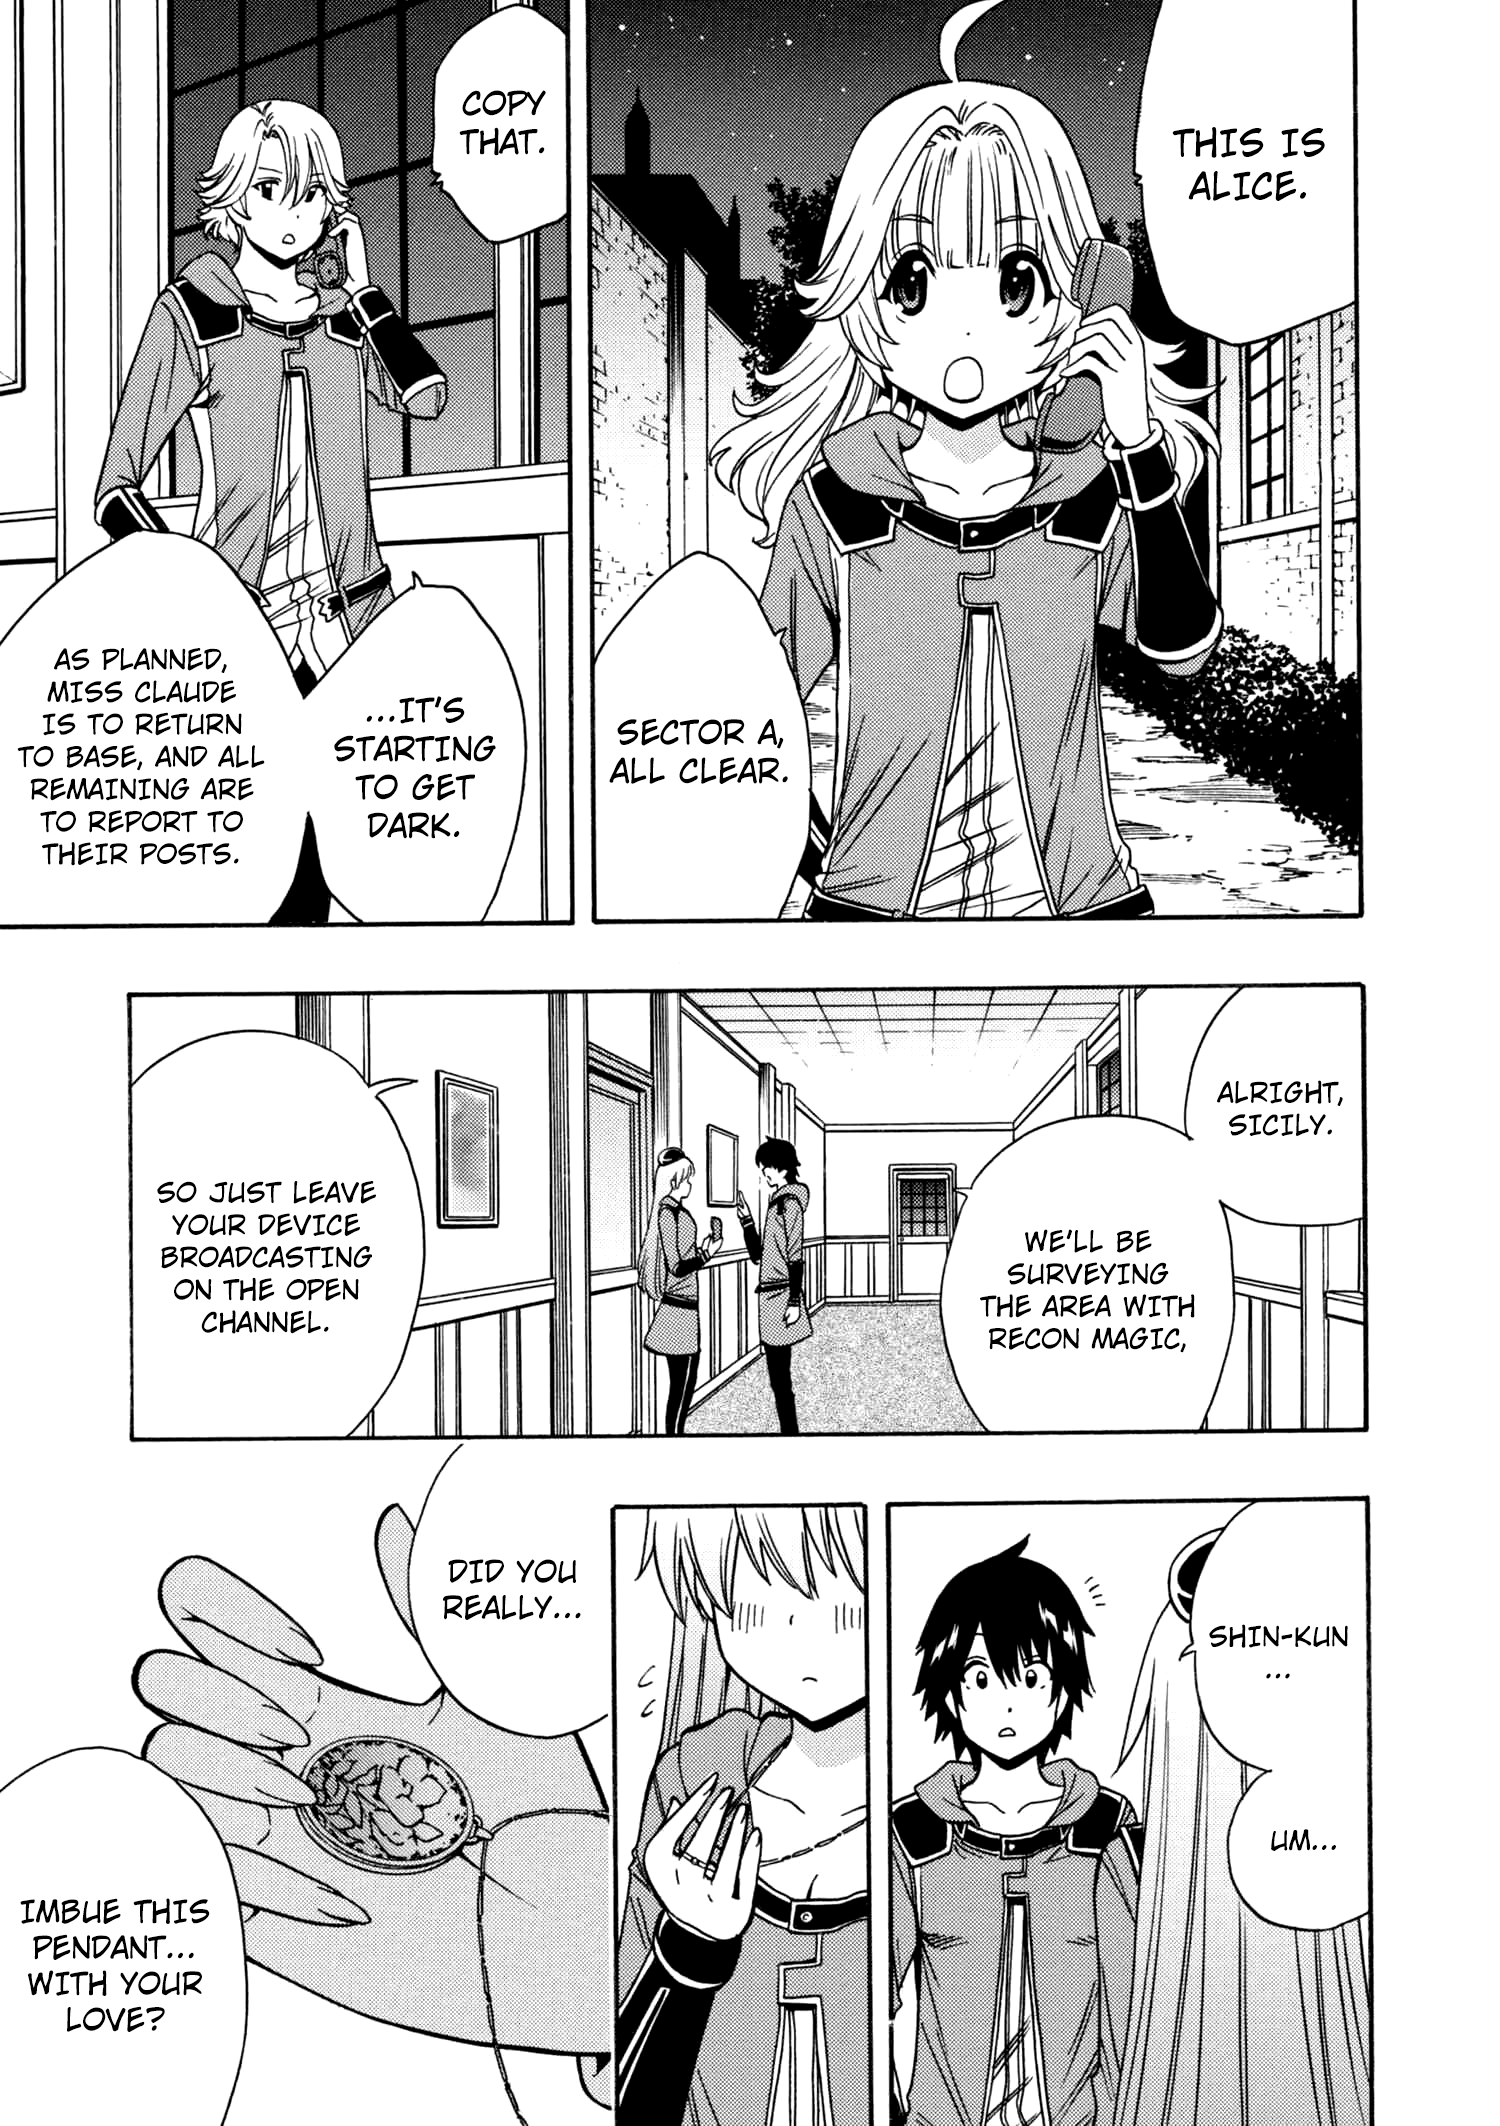 THIS IS
ALICE.
SECTOR A,
ALL CLEAR.
COPY
THAT.
...IT'S
STARTING
TO GET
DARK.
AS PLANNED,
MISS CLAUDE
IS TO RETURN
TO BASE, AND ALL
REMAINING ARE
TO REPORT TO
THEIR POSTS.
ALRIGHT,
SICILY.
WE'LL BE
SURVEYING
THE AREA WITH
RECON MAGIC,
SO JUST LEAVE
YOUR DEVICE
BROADCASTING
ON THE OPEN
CHANNEL.
SHIN-KUN
...
UM...
DID YOU
REALLY...
IMBUE THIS
PENDANT...
WITH YOUR
LOVE?